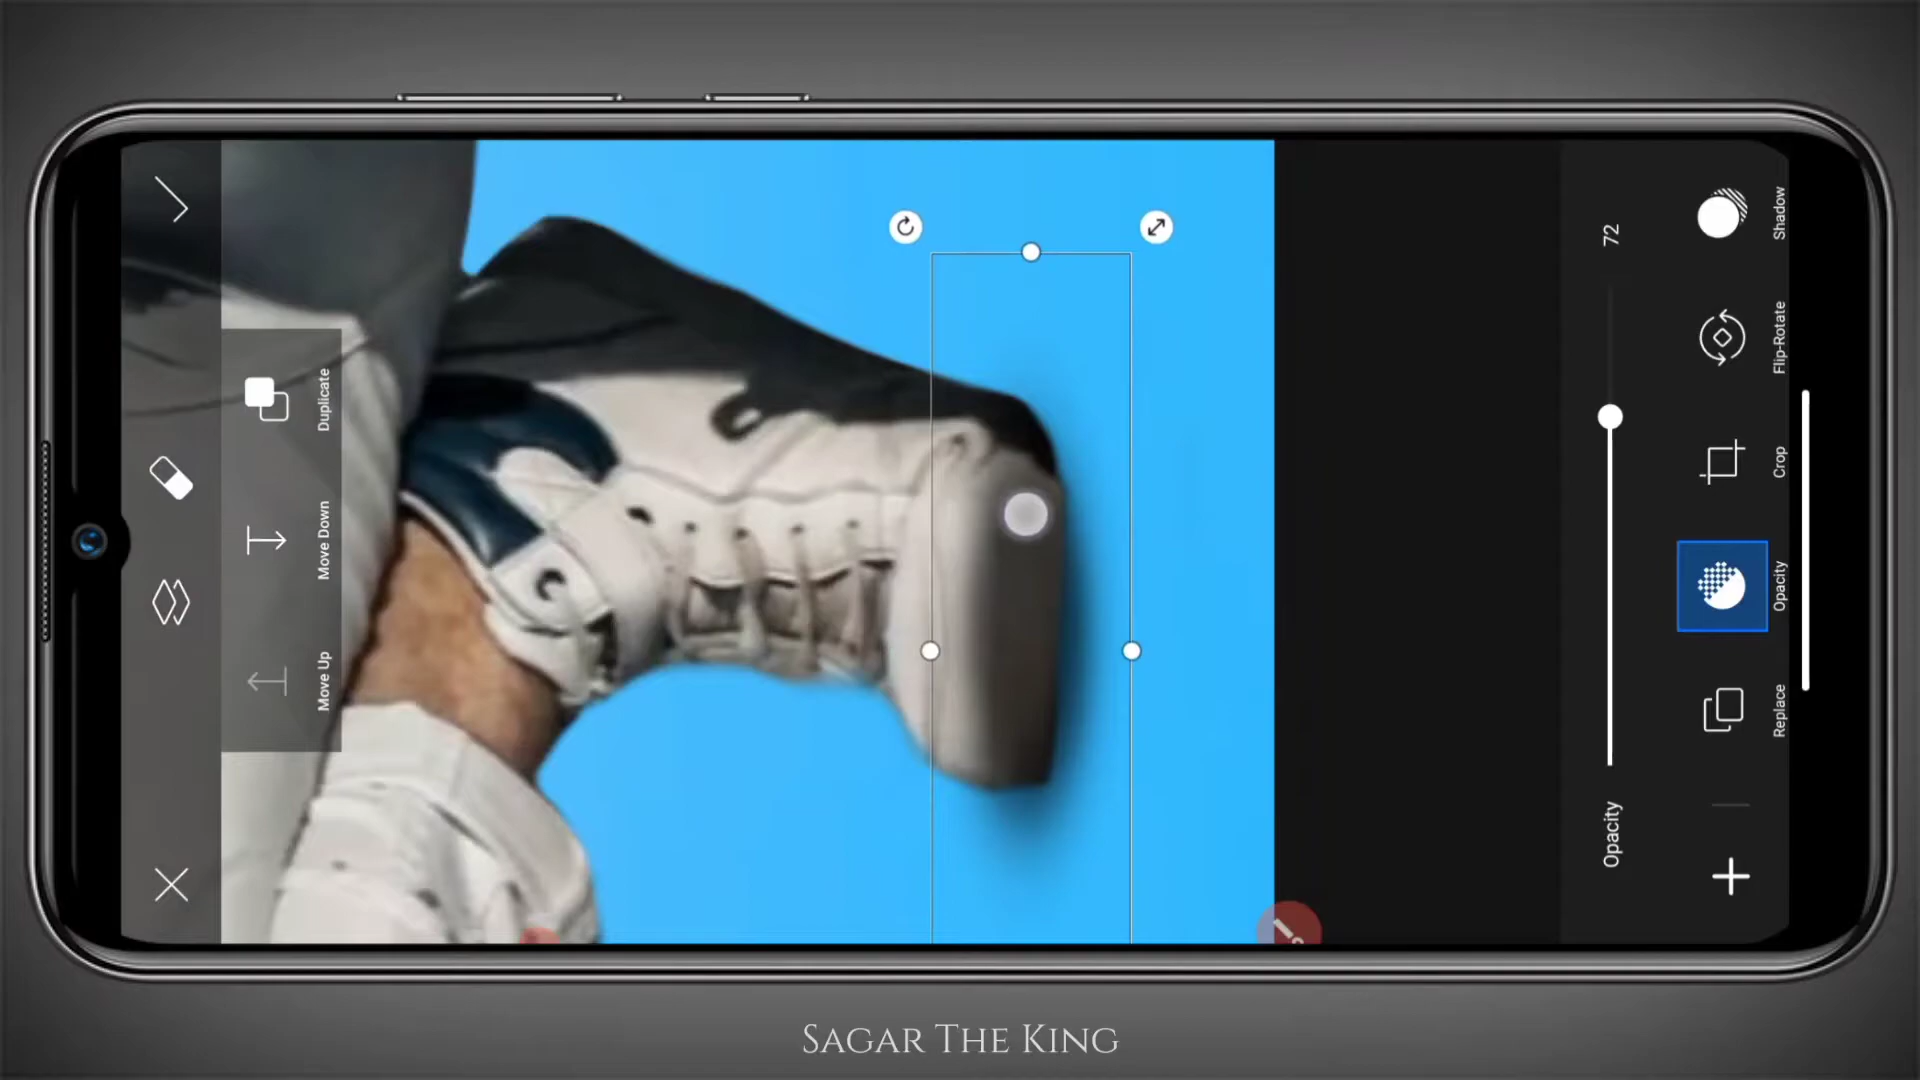 Duplicate
Move Down
Move Up
72
Opacity
Shadow
Flip-Rotate
Crop
Opacity
Replace
SAGAR THE KING